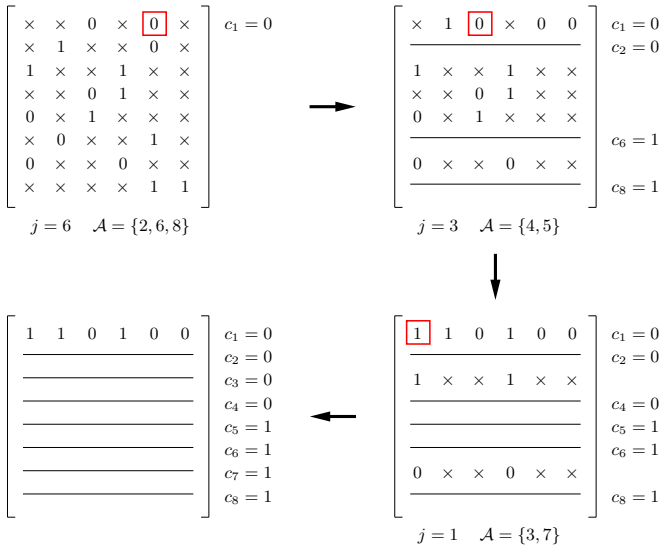 × × 0 × 0 × c₁ = 0
× 1 × × 0 ×
1 × × 1 × ×
× × 0 1 × ×
0 × 1 × × ×
× 0 × × 1 ×
0 × × 0 × ×
× × × × 1 1
j = 6 𝒜 = {2, 6, 8}
× 1 0 × 0 0 c₁ = 0
c₂ = 0
1 × × 1 × ×
× × 0 1 × ×
0 × 1 × × ×
c₆ = 1
0 × × 0 × ×
c₈ = 1
j = 3 𝒜 = {4, 5}
1 1 0 1 0 0 c₁ = 0
c₂ = 0
1 × × 1 × ×
c₄ = 0
c₅ = 1
c₆ = 1
0 × × 0 × ×
c₈ = 1
j = 1 𝒜 = {3, 7}
1 1 0 1 0 0 c₁ = 0
c₂ = 0
c₃ = 0
c₄ = 0
c₅ = 1
c₆ = 1
c₇ = 1
c₈ = 1